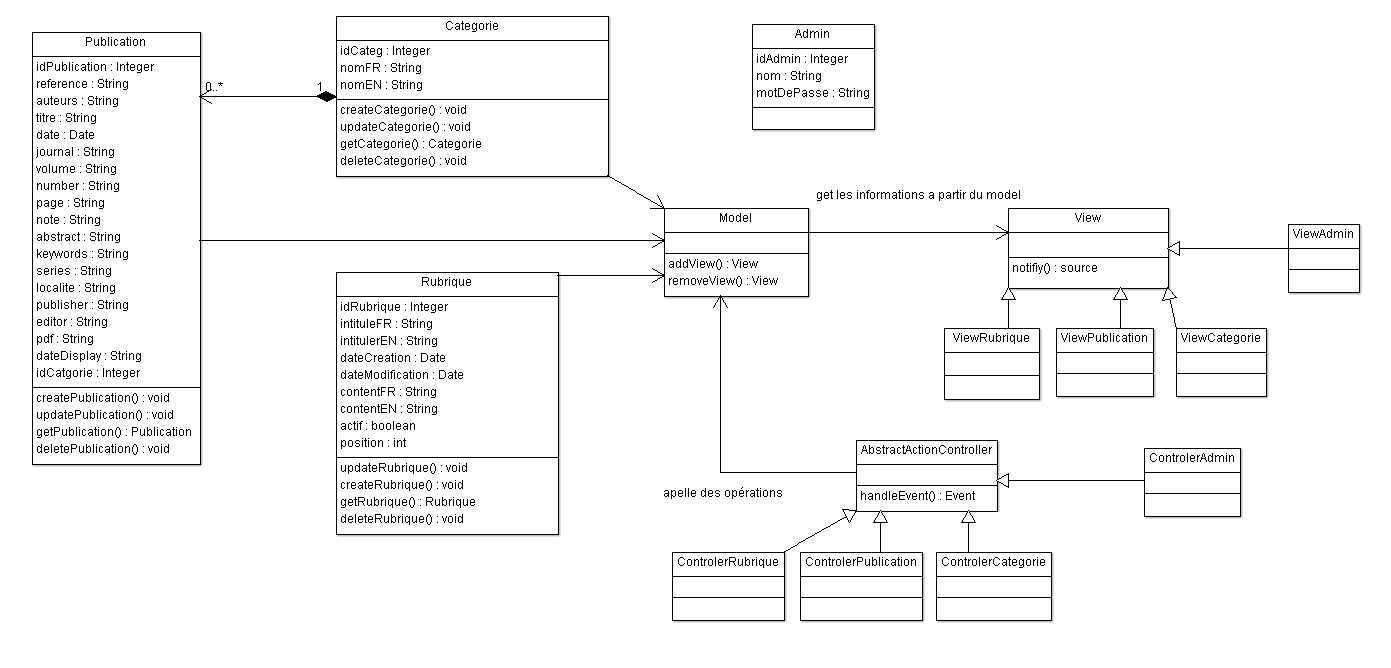 Publication
idPublication : Integer
reference : String
auteurs : String
titre : String
date : Date
journal : String
volume : String
number : String
page : String
note : String
abstract : String
keywords : String
series : String
localite : String
publisher : String
editor : String
pdf : String
dateDisplay : String
idCatgorie : Integer
createPublication() : void
updatePublication() : void
getPublication() : Publication
deletePublication() : void
0..*
1
Categorie
idCateg : Integer
nomFR : String
nomEN : String
createCategorie() : void
updateCategorie() : void
getCategorie() : Categorie
deleteCategorie() : void
Admin
idAdmin : Integer
nom : String
motDePasse : String
Rubrique
idRubrique : Integer
intituleFR : String
intitulerEN : String
dateCreation : Date
dateModification : Date
contentFR : String
contentEN : String
actif : boolean
position : int
updateRubrique() : void
createRubrique() : void
getRubrique() : Rubrique
deleteRubrique() : void
Model
addView() : View
removeView() : View
get les informations a partir du model
View
notifiy() : source
ViewAdmin
ViewRubrique
ViewPublication
ViewCategorie
apelle des opérations
AbstractActionController
handleEvent() : Event
ControlerAdmin
ControlerRubrique
ControlerPublication
ControlerCategorie